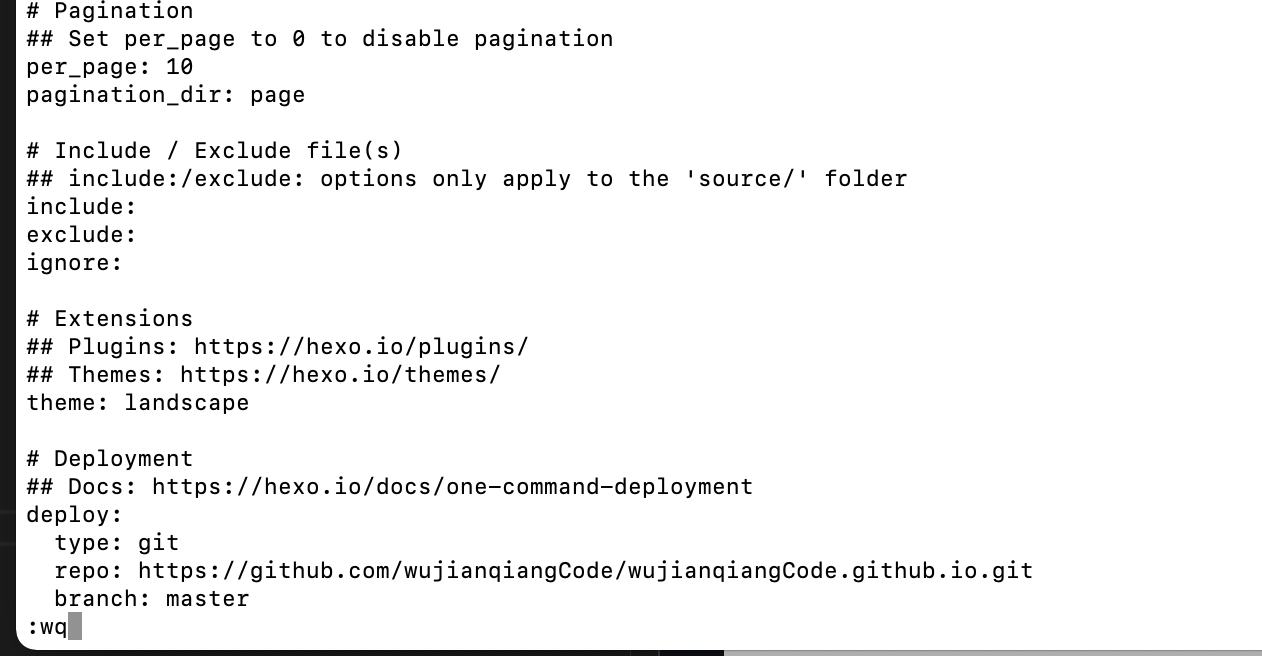 # Pagination
## Set per_page to 0 to disable pagination
per_page: 10
pagination_dir: page

# Include / Exclude file(s)
## include:/exclude: options only apply to the 'source/' folder
include:
exclude:
ignore:

# Extensions
## Plugins: https://hexo.io/plugins/
## Themes: https://hexo.io/themes/
theme: landscape

# Deployment
## Docs: https://hexo.io/docs/one-command-deployment
deploy:
  type: git
  repo: https://github.com/wujianqiangCode/wujianqiangCode.github.io.git
  branch: master
:wq